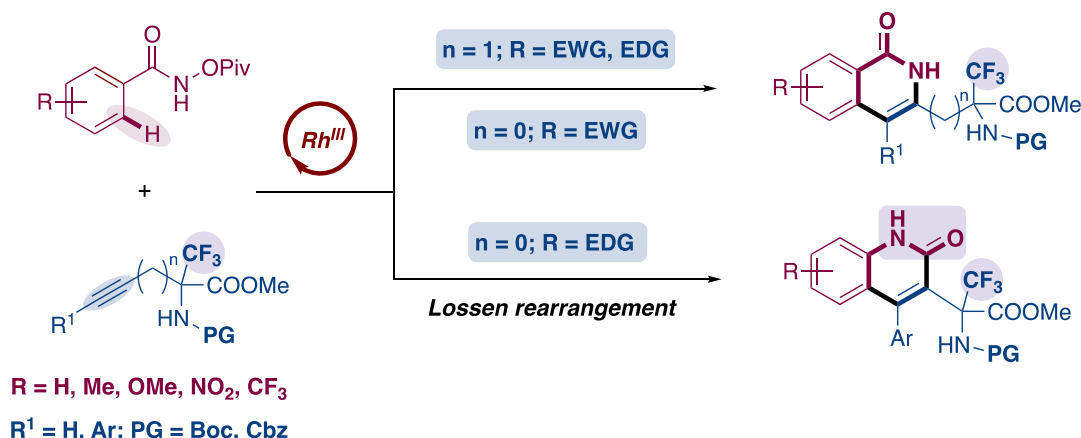 O
R
N
H
OPiv
H
+
R¹
n
CF₃
COOMe
HN
PG
R = H, Me, OMe, NO₂, CF₃
R¹ = H, Ar; PG = Boc, Cbz
Rhᴵᴵᴵ
n = 1; R = EWG, EDG
n = 0; R = EWG
n = 0; R = EDG
Lossen rearrangement
O
NH
R
R¹
n
CF₃
COOMe
HN
PG
H
N
O
R
Ar
CF₃
COOMe
HN
PG